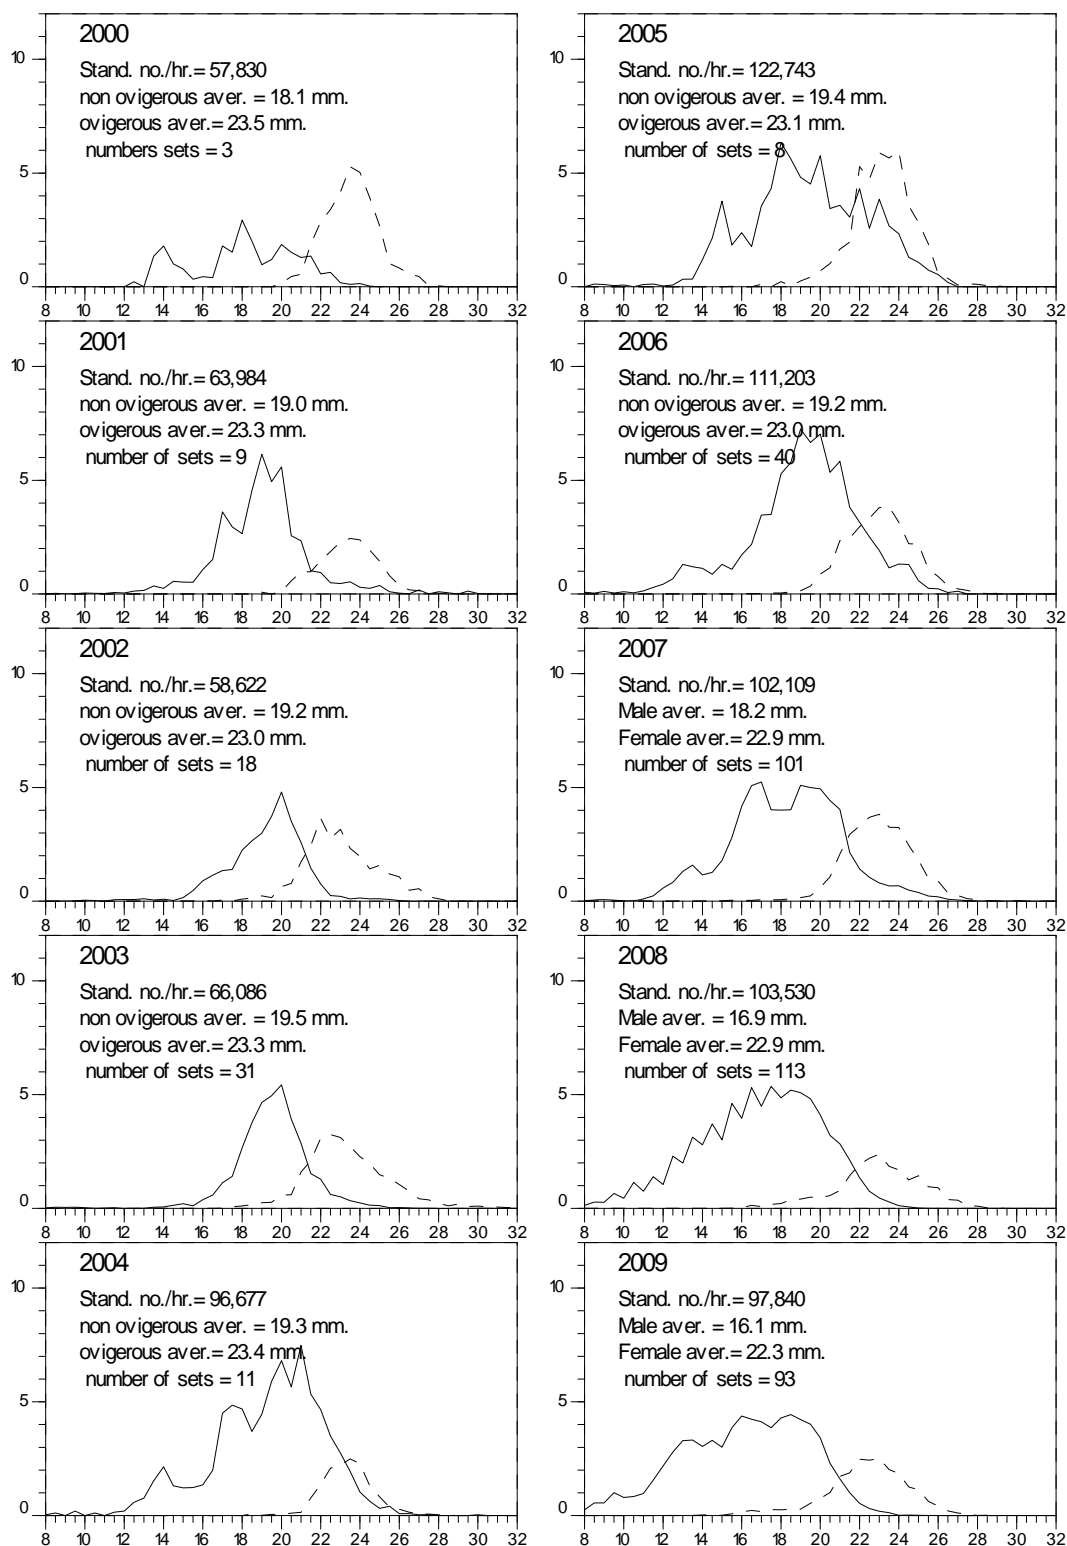 2000
Stand. no./hr.= 57,830
non ovigerous aver. = 18.1 mm.
ovigerous aver.= 23.5 mm.
numbers sets = 3
10
5
0
8 10 12 14 16 18 20 22 24 26 28 30 32
2001
Stand. no./hr.= 63,984
non ovigerous aver. = 19.0 mm.
ovigerous aver.= 23.3 mm.
number of sets = 9
10
5
0
8 10 12 14 16 18 20 22 24 26 28 30 32
2002
Stand. no./hr.= 58,622
non ovigerous aver. = 19.2 mm.
ovigerous aver.= 23.0 mm.
number of sets = 18
10
5
0
8 10 12 14 16 18 20 22 24 26 28 30 32
2003
Stand. no./hr.= 66,086
non ovigerous aver. = 19.5 mm.
ovigerous aver.= 23.3 mm.
number of sets = 31
10
5
0
8 10 12 14 16 18 20 22 24 26 28 30 32
2004
Stand. no./hr.= 96,677
non ovigerous aver. = 19.3 mm.
ovigerous aver.= 23.4 mm.
number of sets = 11
10
5
0
8 10 12 14 16 18 20 22 24 26 28 30 32
2005
Stand. no./hr.= 122,743
non ovigerous aver. = 19.4 mm.
ovigerous aver.= 23.1 mm.
number of sets = 8
10
5
0
8 10 12 14 16 18 20 22 24 26 28 30 32
2006
Stand. no./hr.= 111,203
non ovigerous aver. = 19.2 mm.
ovigerous aver.= 23.0 mm.
number of sets = 40
10
5
0
8 10 12 14 16 18 20 22 24 26 28 30 32
2007
Stand. no./hr.= 102,109
Male aver. = 18.2 mm.
Female aver.= 22.9 mm.
number of sets = 101
10
5
0
8 10 12 14 16 18 20 22 24 26 28 30 32
2008
Stand. no./hr.= 103,530
Male aver. = 16.9 mm.
Female aver.= 22.9 mm.
number of sets = 113
10
5
0
8 10 12 14 16 18 20 22 24 26 28 30 32
2009
Stand. no./hr.= 97,840
Male aver. = 16.1 mm.
Female aver.= 22.3 mm.
number of sets = 93
10
5
0
8 10 12 14 16 18 20 22 24 26 28 30 32